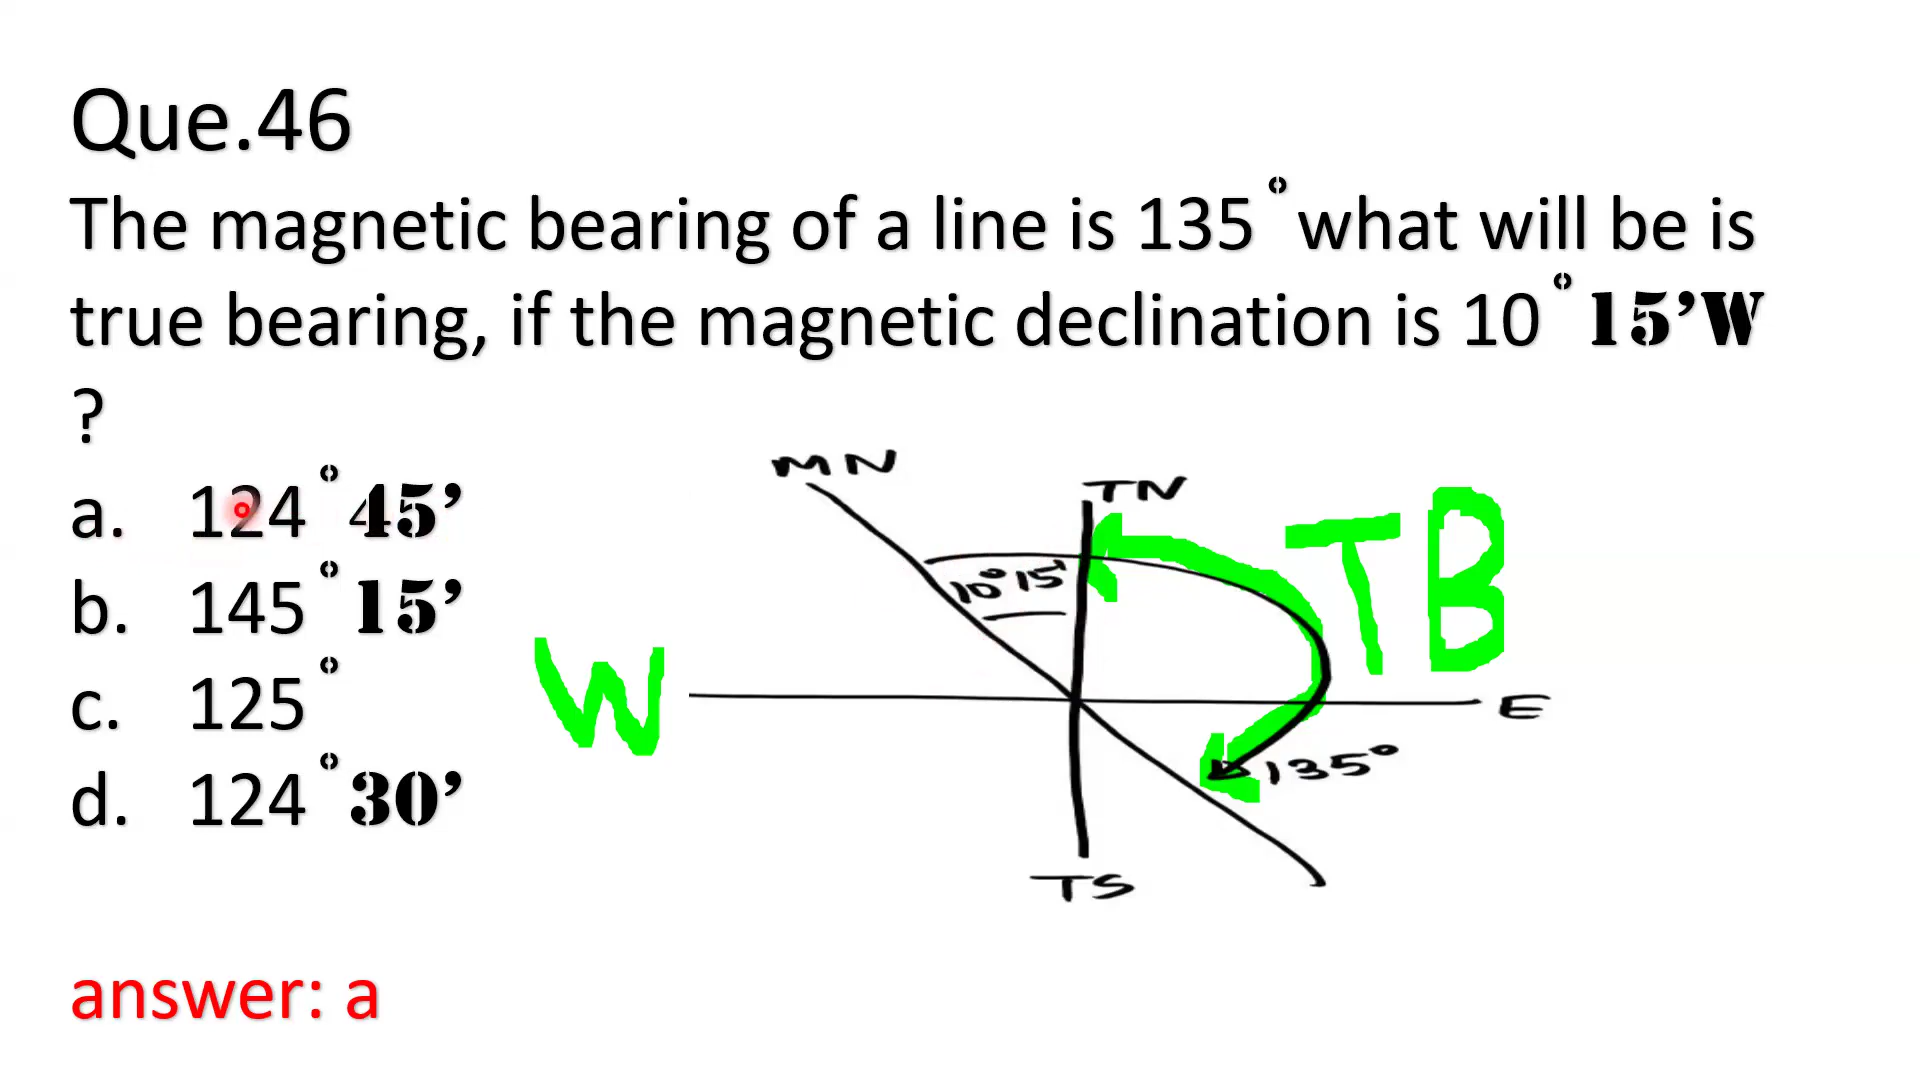 Que.46
The magnetic bearing of a line is 135° what will be is
true bearing, if the magnetic declination is 10° 15’W
?
a. 124° 45’
b. 145° 15’
c. 125°
d. 124° 30’
MN
TN
10° 15'
TB
W
E
135°
TS
answer: a